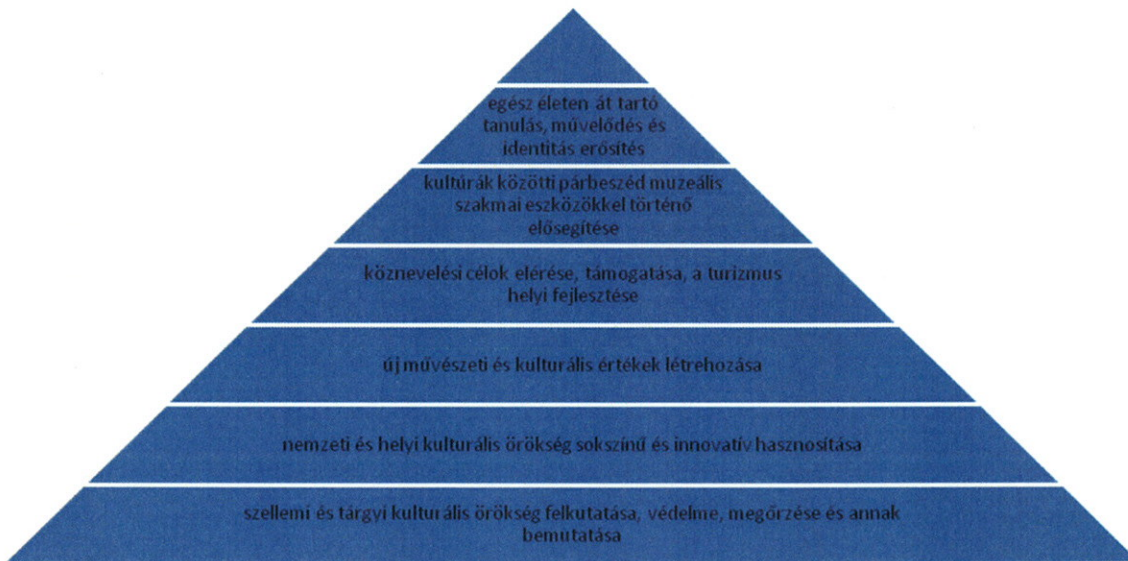 egész életen át tartó
tanulás, művelődés és
identitás erősítés
kultúrák közötti párbeszéd muzeális
szakmai eszközökkel történő
elősegítése
köznevelési célok elérése, támogatása, a turizmus
helyi fejlesztése
új művészeti és kulturális értékek létrehozása
nemzeti és helyi kulturális örökség sokszínű és innovatív hasznosítása
szellemi és tárgyi kulturális örökség felkutatása, védelme, megőrzése és annak
bemutatása